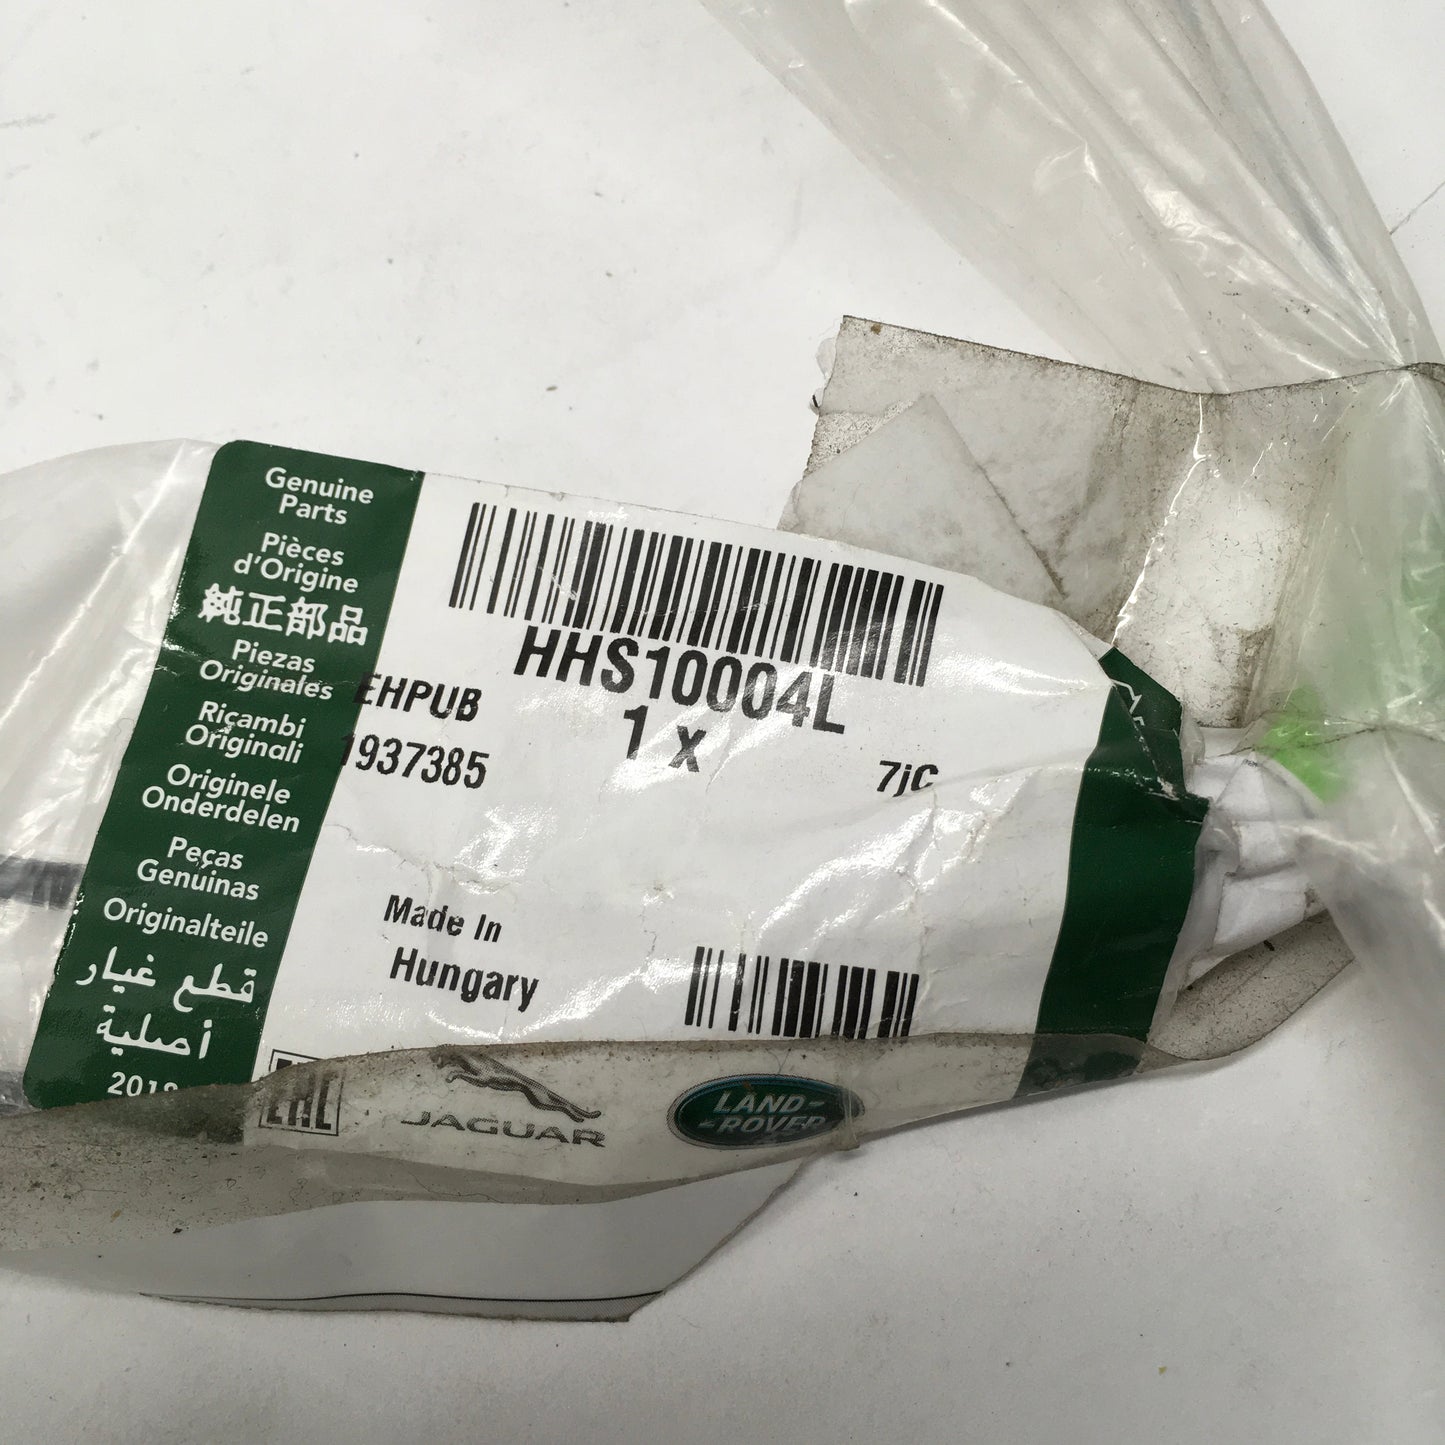 Genuine
Parts
Pièces
d'Origine
純正部品
Piezas
Originales
Ricambi
Originali
Originele
Onderdelen
Peças
Genuinas
Originalteile
قطع غيار
أصلية
HHS10004L
EHPUB
1 x
1937385
7jC
Made In
Hungary
EAC
JAGUAR
LAND-
-ROVER